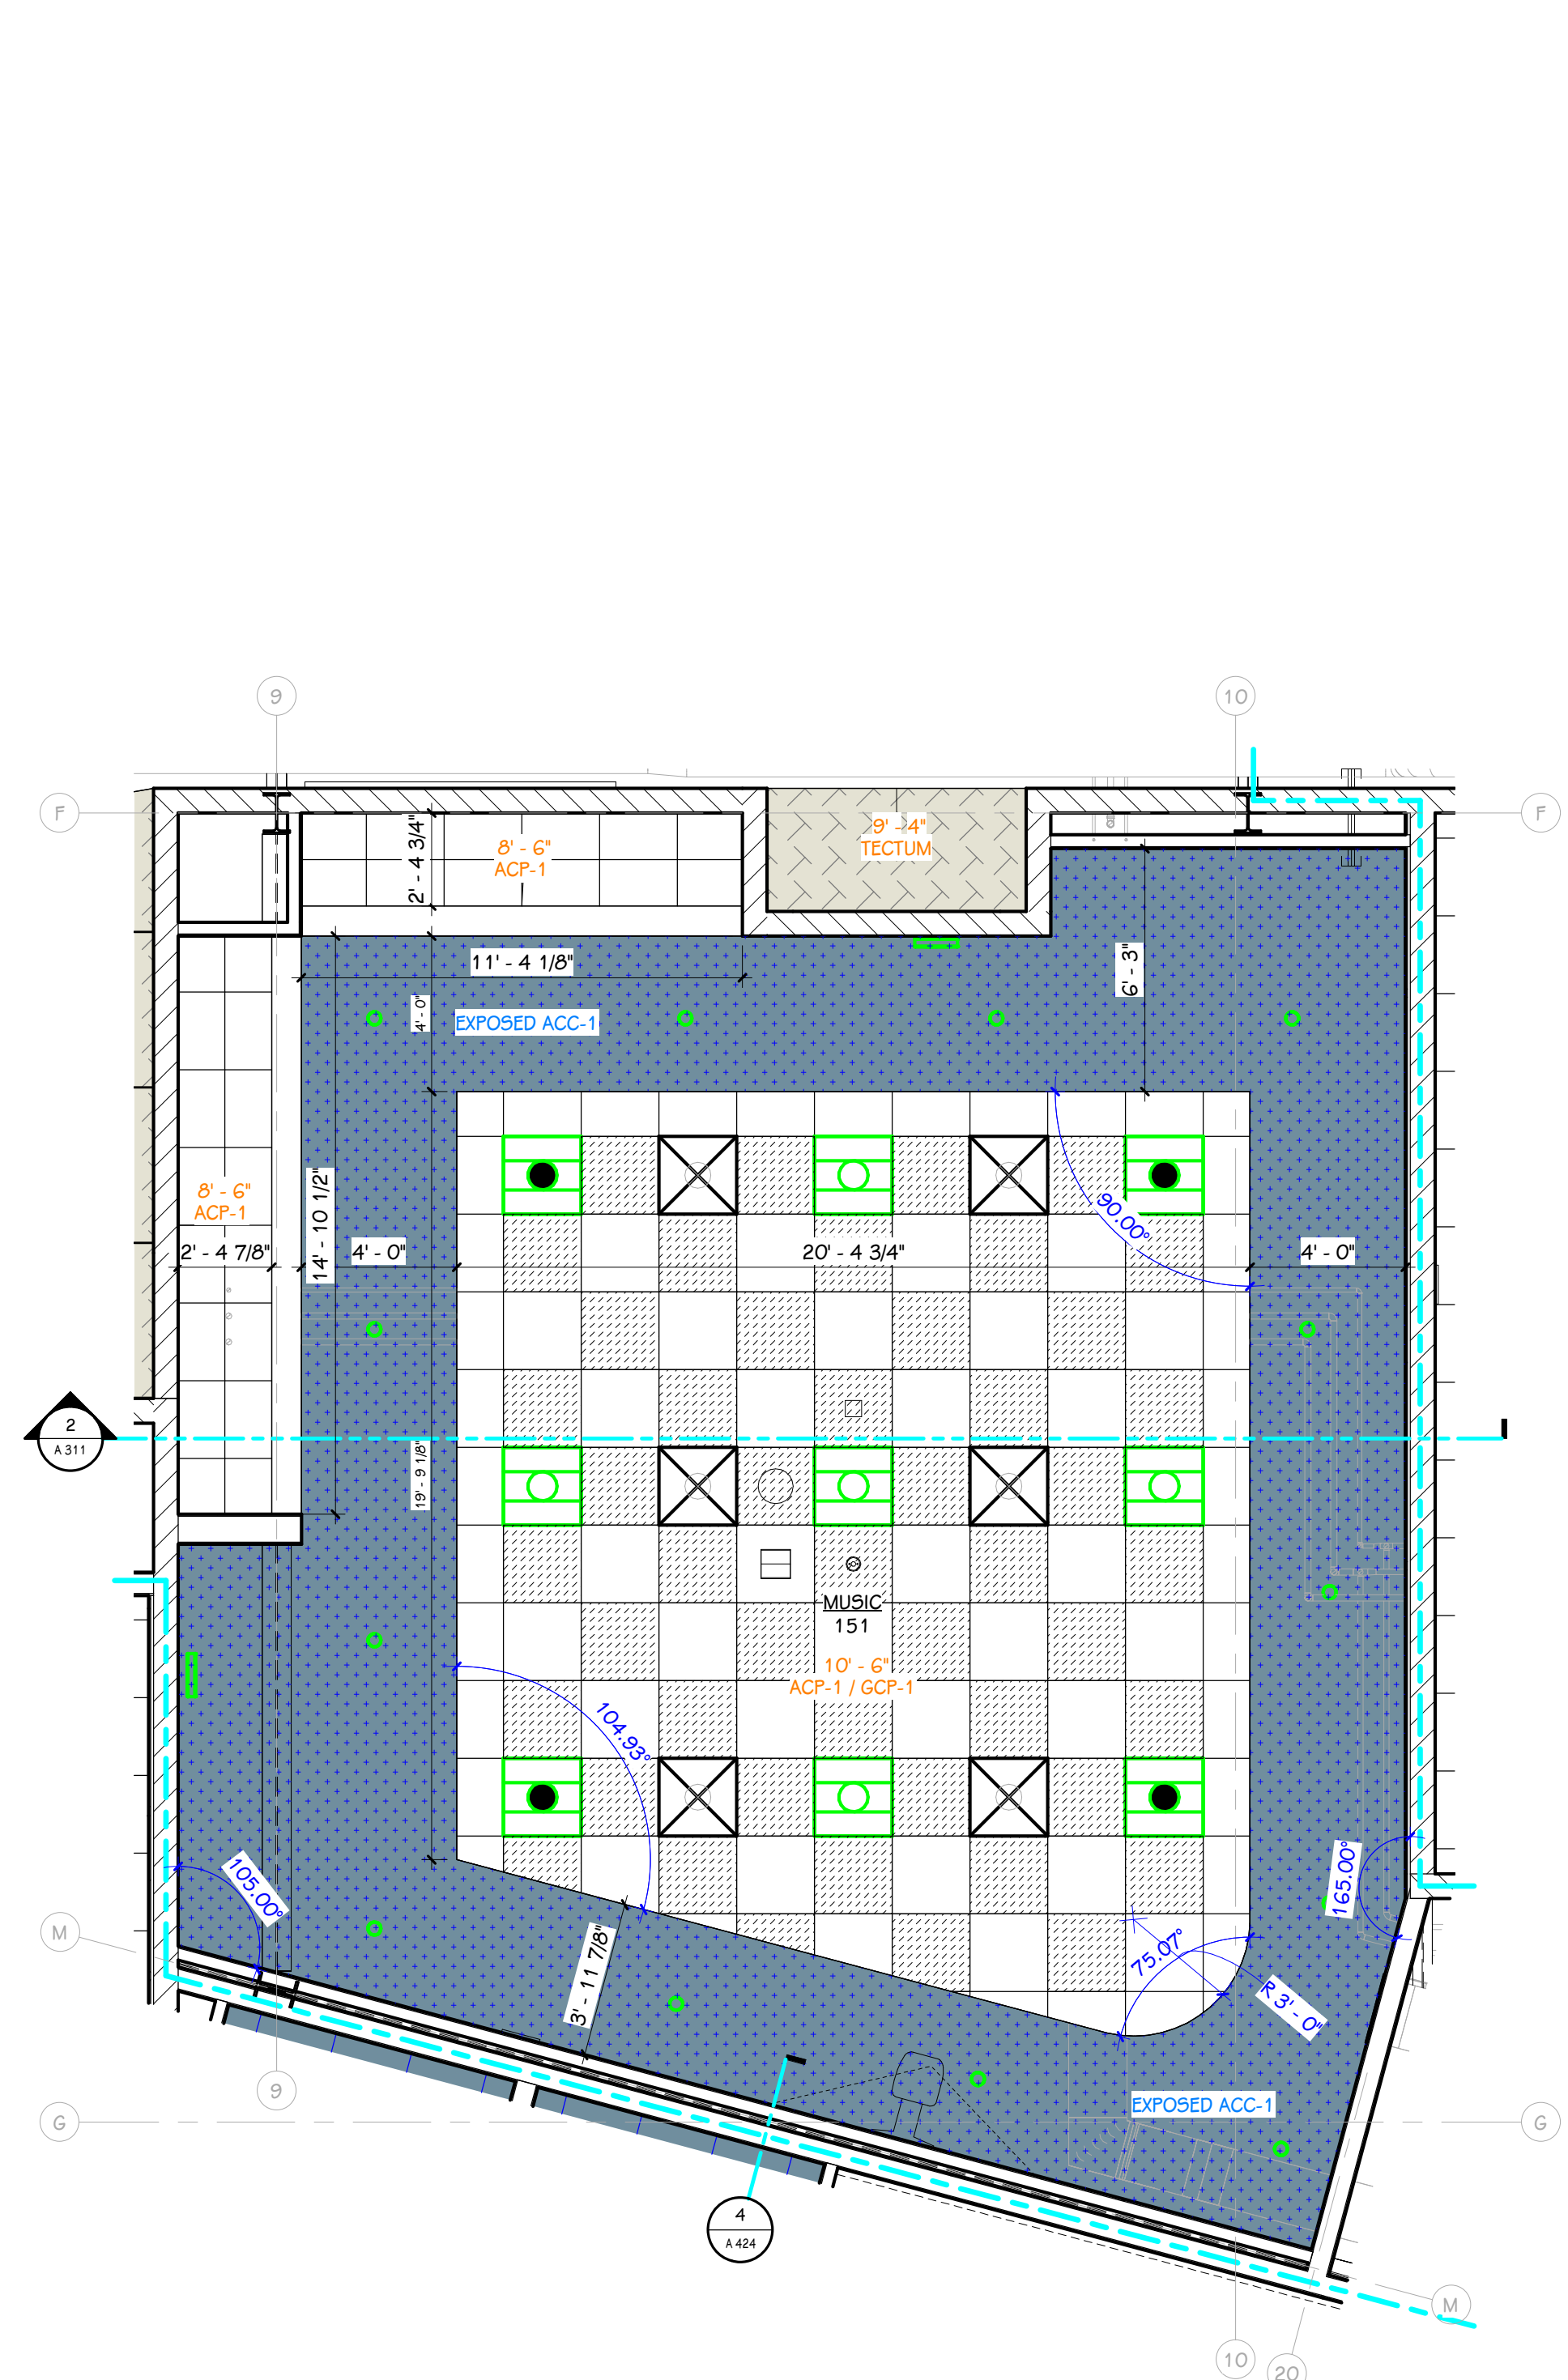 9
10
F
F
2' - 4 3/4"
8' - 6"
ACP-1
9' - 4"
TECTUM
11' - 4 1/8"
6' - 3"
4' - 0"
EXPOSED ACC-1
8' - 6"
ACP-1
14' - 10 1/2"
90.00°
2' - 4 7/8"
4' - 0"
20' - 4 3/4"
4' - 0"
2
A 311
19' - 9 1/8"
MUSIC
151
10' - 6"
ACP-1 / GCP-1
104.93°
105.00°
165.00°
M
3' - 11 7/8"
75.07°
R 3' - 0"
9
G
EXPOSED ACC-1
G
4
A 424
M
10
20